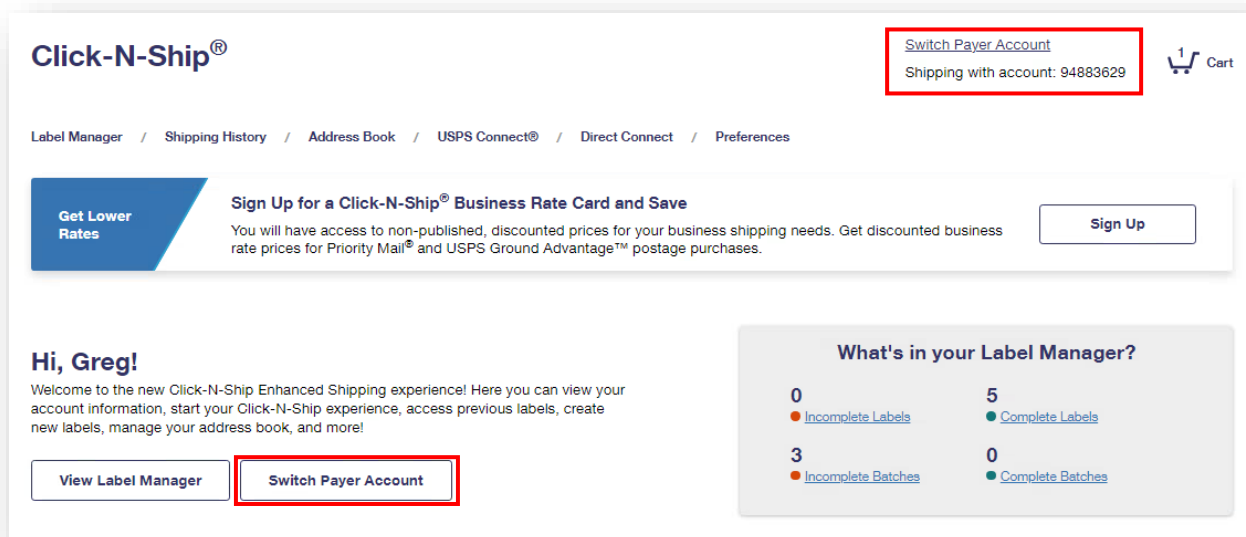 Click-N-Ship®
Switch Payer Account
Shipping with account: 94883629
1
Cart
Label Manager / Shipping History / Address Book / USPS Connect® / Direct Connect / Preferences
Get Lower
Rates
Sign Up for a Click-N-Ship® Business Rate Card and Save
You will have access to non-published, discounted prices for your business shipping needs. Get discounted business
rate prices for Priority Mail® and USPS Ground Advantage™ postage purchases.
Sign Up
Hi, Greg!
Welcome to the new Click-N-Ship Enhanced Shipping experience! Here you can view your
account information, start your Click-N-Ship experience, access previous labels, create
new labels, manage your address book, and more!
View Label Manager
Switch Payer Account
What's in your Label Manager?
0
Incomplete Labels
5
Complete Labels
3
Incomplete Batches
0
Complete Batches